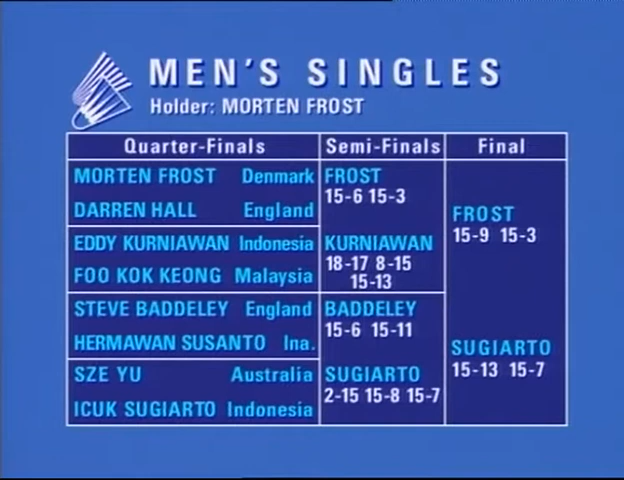 MEN'S SINGLES
Holder: MORTEN FROST
Quarter-Finals Semi-Finals Final
MORTEN FROST Denmark
DARREN HALL England
EDDY KURNIAWAN Indonesia
FOO KOK KEONG Malaysia
STEVE BADDELEY England
HERMAWAN SUSANTO Ina.
SZE YU Australia
ICUK SUGIARTO Indonesia
FROST
15-6 15-3
KURNIAWAN
18-17 8-15
15-13
BADDELEY
15-6 15-11
SUGIARTO
2-15 15-8 15-7
FROST
15-9 15-3
SUGIARTO
15-13 15-7